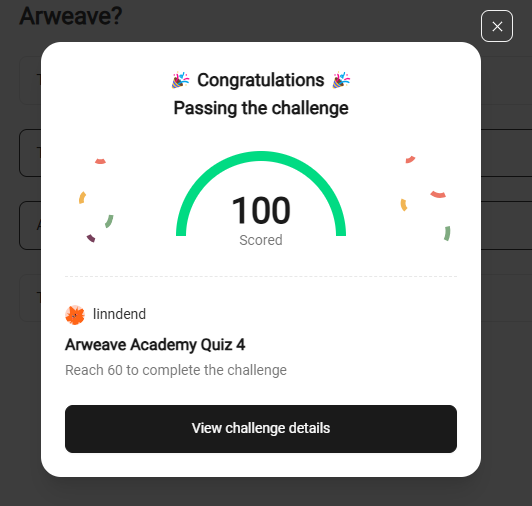 Arweave?
Congratulations
Passing the challenge
100
Scored
linndend
Arweave Academy Quiz 4
Reach 60 to complete the challenge
View challenge details